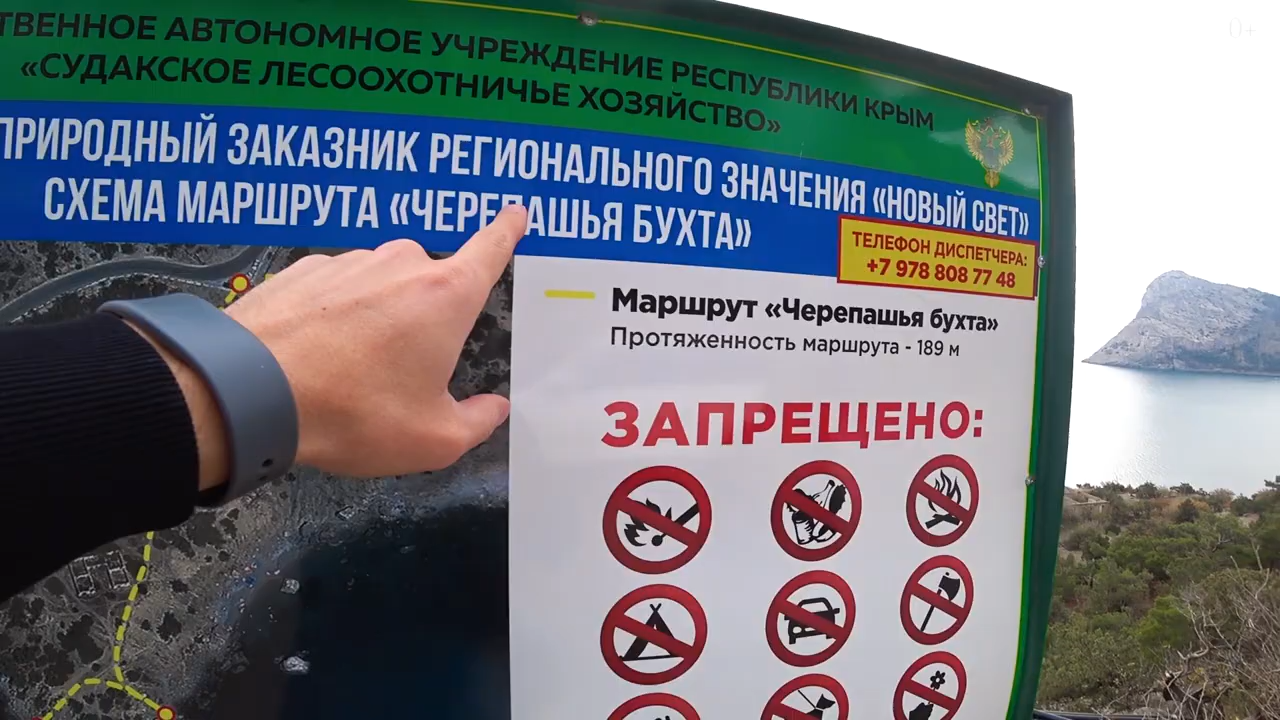 0+
ТВЕННОЕ АВТОНОМНОЕ УЧРЕЖДЕНИЕ РЕСПУБЛИКИ КРЫМ
«СУДАКСКОЕ ЛЕСООХОТНИЧЬЕ ХОЗЯЙСТВО»
ПРИРОДНЫЙ ЗАКАЗНИК РЕГИОНАЛЬНОГО ЗНАЧЕНИЯ «НОВЫЙ СВЕТ»
СХЕМА МАРШРУТА «ЧЕРЕПАШЬЯ БУХТА»
ТЕЛЕФОН ДИСПЕТЧЕРА:
+7 978 808 77 48
Маршрут «Черепашья бухта»
Протяженность маршрута - 189 м
ЗАПРЕЩЕНО: